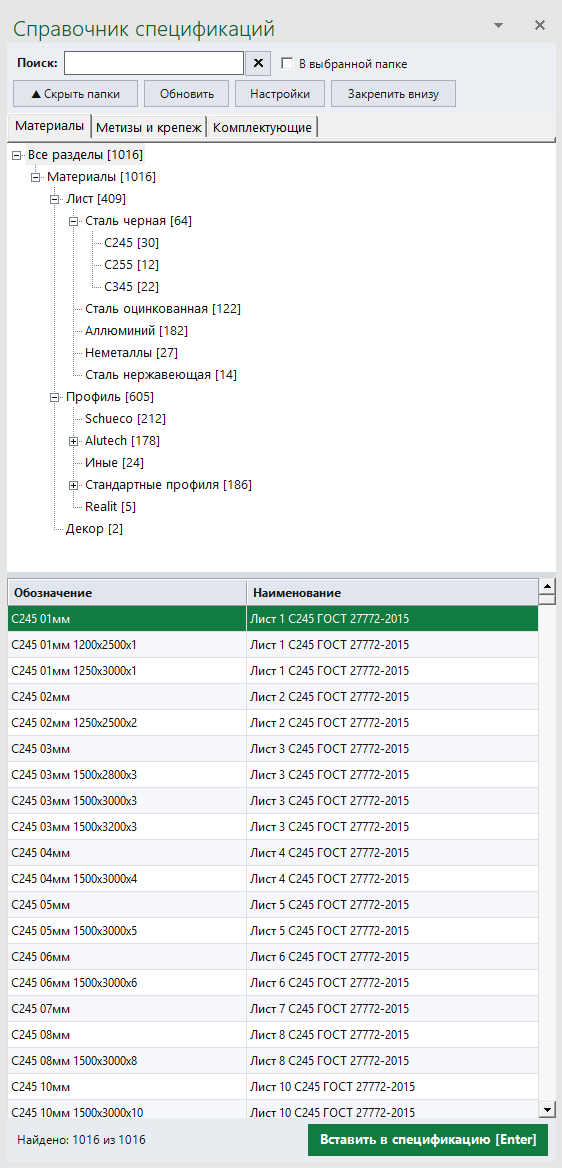 Справочник спецификаций
Поиск:
В выбранной папке
▲ Скрыть папки
Обновить
Настройки
Закрепить внизу
Материалы
Метизы и крепеж
Комплектующие
Все разделы [1016]
Материалы [1016]
Лист [409]
Сталь черная [64]
С245 [30]
С255 [12]
С345 [22]
Сталь оцинкованная [122]
Аллюминий [182]
Неметаллы [27]
Сталь нержавеющая [14]
Профиль [605]
Schueco [212]
Alutech [178]
Иные [24]
Стандартные профиля [186]
Realit [5]
Декор [2]
Обозначение Наименование
С245 01мм Лист 1 С245 ГОСТ 27772-2015
С245 01мм 1200х2500х1 Лист 1 С245 ГОСТ 27772-2015
С245 01мм 1250х3000х1 Лист 1 С245 ГОСТ 27772-2015
С245 02мм Лист 2 С245 ГОСТ 27772-2015
С245 02мм 1250х2500х2 Лист 2 С245 ГОСТ 27772-2015
С245 03мм Лист 3 С245 ГОСТ 27772-2015
С245 03мм 1500х2800х3 Лист 3 С245 ГОСТ 27772-2015
С245 03мм 1500х3000х3 Лист 3 С245 ГОСТ 27772-2015
С245 03мм 1500х3200х3 Лист 3 С245 ГОСТ 27772-2015
С245 04мм Лист 4 С245 ГОСТ 27772-2015
С245 04мм 1500х3000х4 Лист 4 С245 ГОСТ 27772-2015
С245 05мм Лист 5 С245 ГОСТ 27772-2015
С245 05мм 1500х3000х5 Лист 5 С245 ГОСТ 27772-2015
С245 06мм Лист 6 С245 ГОСТ 27772-2015
С245 06мм 1500х3000х6 Лист 6 С245 ГОСТ 27772-2015
С245 07мм Лист 7 С245 ГОСТ 27772-2015
С245 08мм Лист 8 С245 ГОСТ 27772-2015
С245 08мм 1500х3000х8 Лист 8 С245 ГОСТ 27772-2015
С245 10мм Лист 10 С245 ГОСТ 27772-2015
С245 10мм 1500х3000х10 Лист 10 С245 ГОСТ 27772-2015
Найдено: 1016 из 1016
Вставить в спецификацию [Enter]